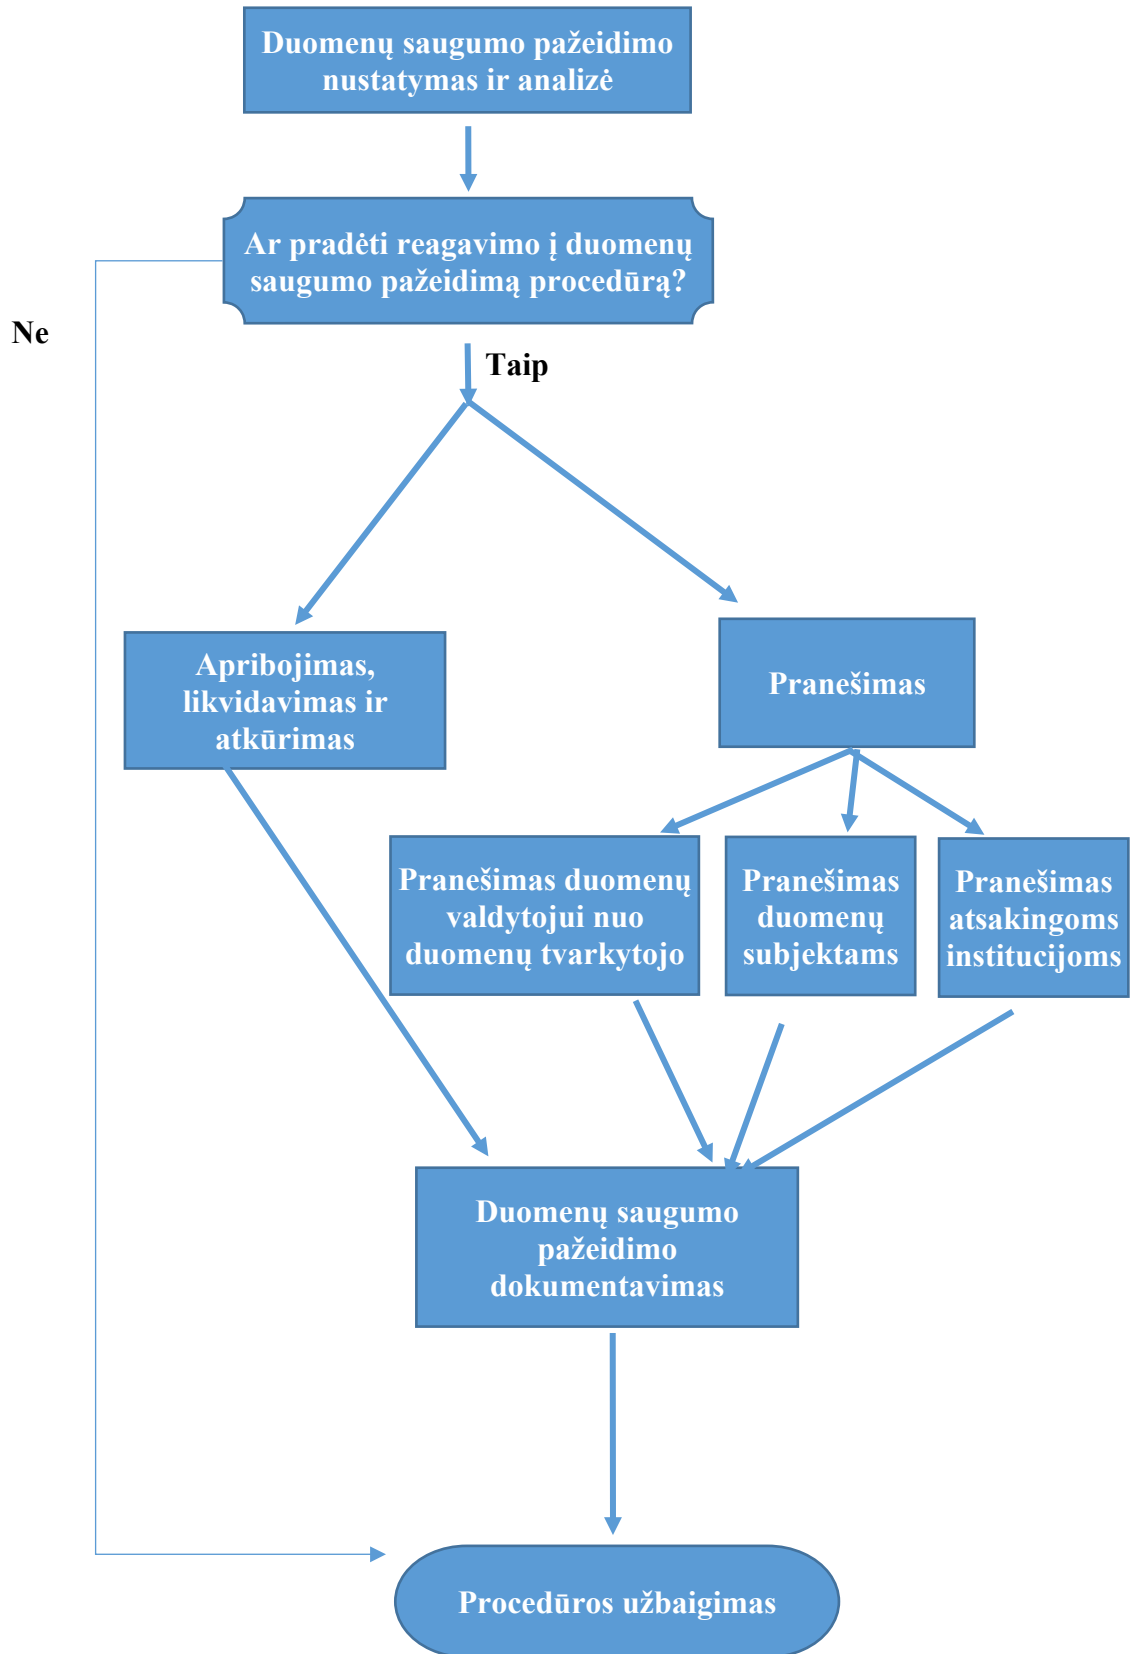 Duomenų saugumo pažeidimo
nustatymas ir analizė
Ar pradėti reagavimo į duomenų
saugumo pažeidimą procedūrą?
Ne
Taip
Apribojimas,
likvidavimas ir
atkūrimas
Pranešimas
Pranešimas duomenų
valdytojui nuo
duomenų tvarkytojo
Pranešimas
duomenų
subjektams
Pranešimas
atsakingoms
institucijoms
Duomenų saugumo
pažeidimo
dokumentavimas
Procedūros užbaigimas